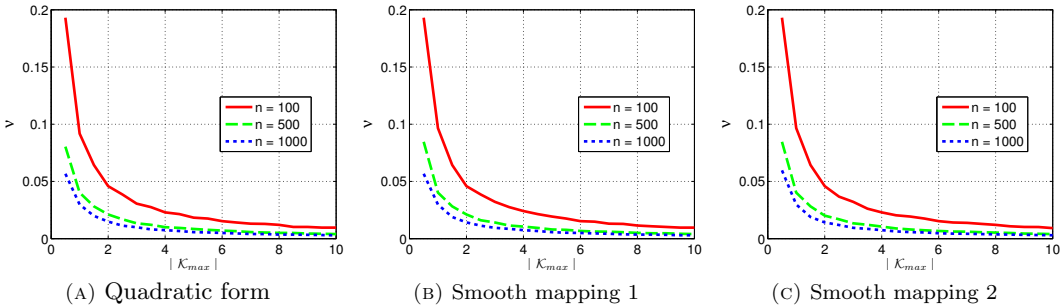 0.2
0.15
0.1
0.05
0
ν
n = 100
n = 500
n = 1000
0 2 4 6 8 10
| 𝒦max |
(A) Quadratic form
0.2
0.15
0.1
0.05
0
ν
n = 100
n = 500
n = 1000
0 2 4 6 8 10
| 𝒦max |
(B) Smooth mapping 1
0.2
0.15
0.1
0.05
0
ν
n = 100
n = 500
n = 1000
0 2 4 6 8 10
| 𝒦max |
(C) Smooth mapping 2